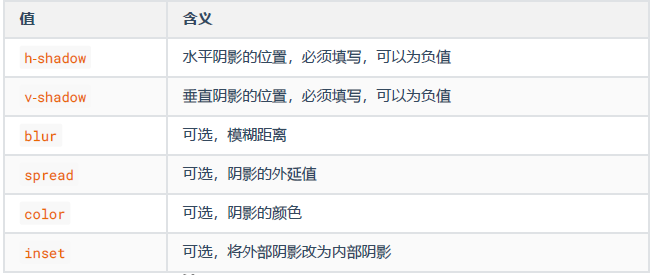 值 含义
h-shadow 水平阴影的位置，必须填写，可以为负值
v-shadow 垂直阴影的位置，必须填写，可以为负值
blur 可选，模糊距离
spread 可选，阴影的外延值
color 可选，阴影的颜色
inset 可选，将外部阴影改为内部阴影